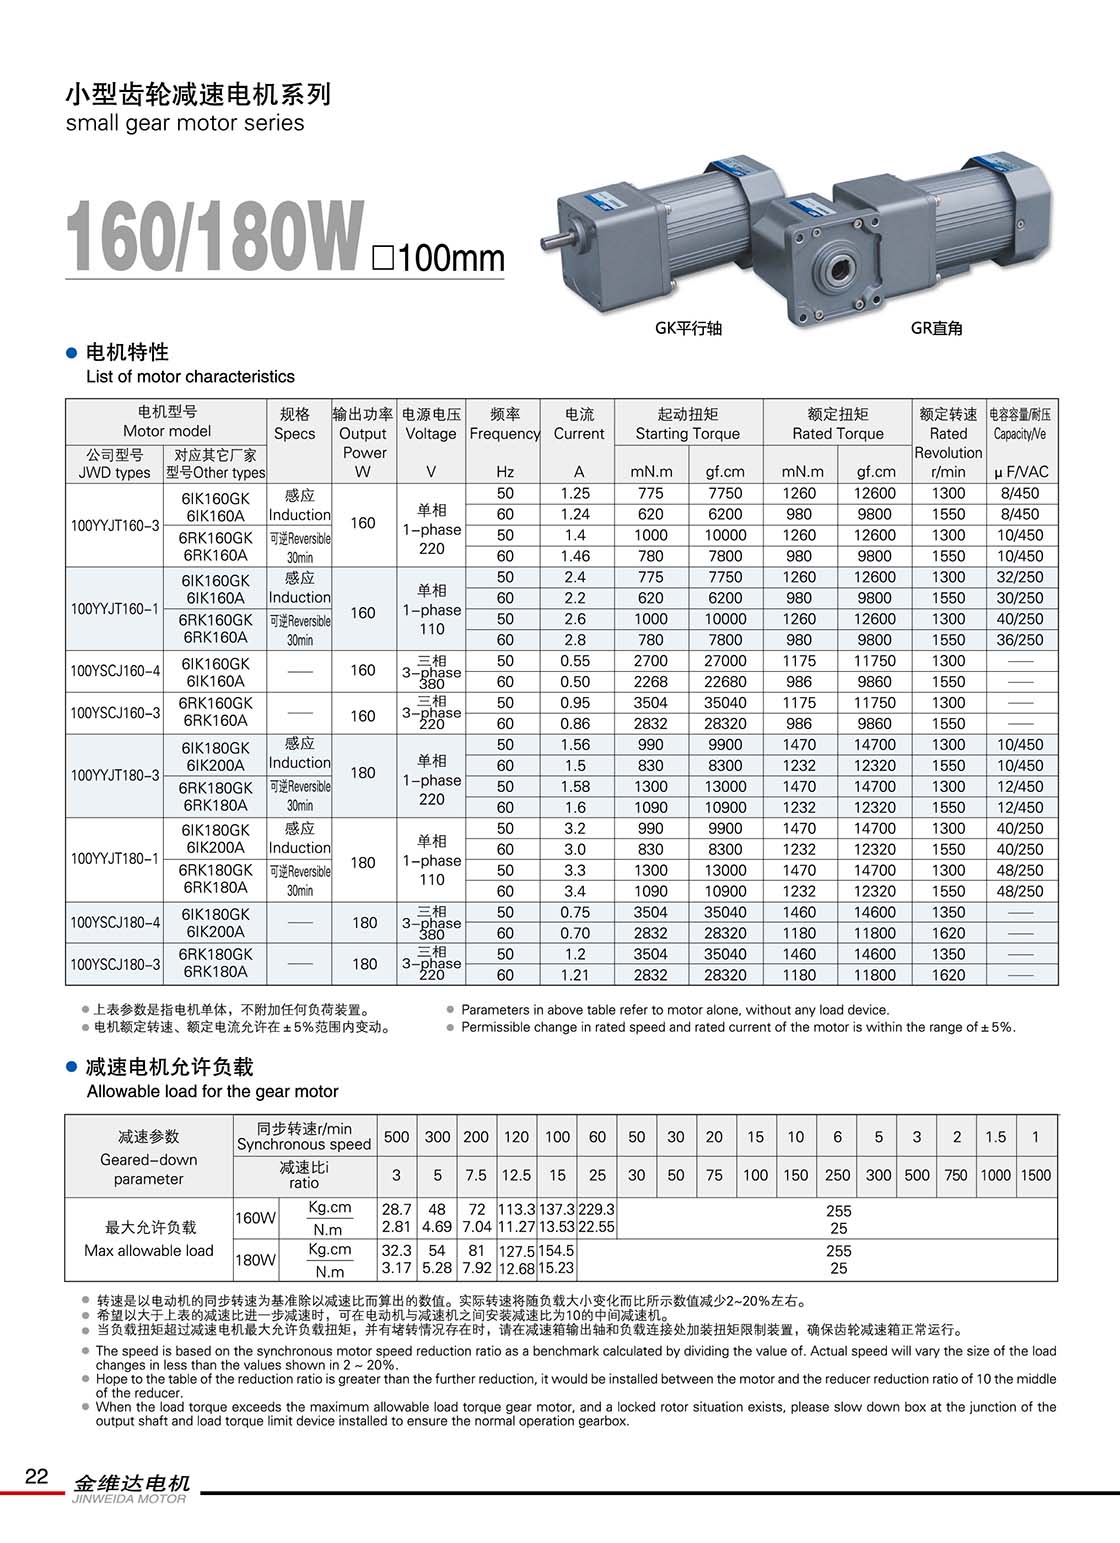 小型齿轮减速电机系列
small gear motor series
160/180W □100mm
GK平行轴 GR直角
电机特性
List of motor characteristics
电机型号 规格 输出功率 电源电压 频率 电流 起动扭矩 额定扭矩 额定转速 电容容量/耐压
Motor model Specs Output Voltage Frequency Current Starting Torque Rated Torque Rated Capacity/Ve
公司型号 对应其它厂家 Power Revolution
JWD types 型号Other types W V Hz A mN.m gf.cm mN.m gf.cm r/min μ F/VAC
100YYJT160-3 6IK160GK 6IK160A 感应 Induction 160 单相 1-phase 220 50 1.25 775 7750 1260 12600 1300 8/450
60 1.24 620 6200 980 9800 1550 8/450
6RK160GK 6RK160A 可逆Reversible 30min 50 1.4 1000 10000 1260 12600 1300 10/450
60 1.46 780 7800 980 9800 1550 10/450
100YYJT160-1 6IK160GK 6IK160A 感应 Induction 160 单相 1-phase 110 50 2.4 775 7750 1260 12600 1300 32/250
60 2.2 620 6200 980 9800 1550 30/250
6RK160GK 6RK160A 可逆Reversible 30min 50 2.6 1000 10000 1260 12600 1300 40/250
60 2.8 780 7800 980 9800 1550 36/250
100YSCJ160-4 6IK160GK 6IK160A —— 160 三相 3-phase 380 50 0.55 2700 27000 1175 11750 1300 ——
60 0.50 2268 22680 986 9860 1550 ——
100YSCJ160-3 6RK160GK 6RK160A —— 160 三相 3-phase 220 50 0.95 3504 35040 1175 11750 1300 ——
60 0.86 2832 28320 986 9860 1550 ——
100YYJT180-3 6IK180GK 6IK200A 感应 Induction 180 单相 1-phase 220 50 1.56 990 9900 1470 14700 1300 10/450
60 1.5 830 8300 1232 12320 1550 10/450
6RK180GK 6RK180A 可逆Reversible 30min 50 1.58 1300 13000 1470 14700 1300 12/450
60 1.6 1090 10900 1232 12320 1550 12/450
100YYJT180-1 6IK180GK 6IK200A 感应 Induction 180 单相 1-phase 110 50 3.2 990 9900 1470 14700 1300 40/250
60 3.0 830 8300 1232 12320 1550 40/250
6RK180GK 6RK180A 可逆Reversible 30min 50 3.3 1300 13000 1470 14700 1300 48/250
60 3.4 1090 10900 1232 12320 1550 48/250
100YSCJ180-4 6IK180GK 6IK200A —— 180 三相 3-phase 380 50 0.75 3504 35040 1460 14600 1350 ——
60 0.70 2832 28320 1180 11800 1620 ——
100YSCJ180-3 6RK180GK 6RK180A —— 180 三相 3-phase 220 50 1.2 3504 35040 1460 14600 1350 ——
60 1.21 2832 28320 1180 11800 1620 ——
上表参数是指电机单体，不附加任何负荷装置。
电机额定转速、额定电流允许在±5%范围内变动。
Parameters in above table refer to motor alone, without any load device.
Permissible change in rated speed and rated current of the motor is within the range of±5%.
减速电机允许负载
Allowable load for the gear motor
减速参数 Geared-down parameter
同步转速r/min Synchronous speed 500 300 200 120 100 60 50 30 20 15 10 6 5 3 2 1.5 1
减速比i ratio 3 5 7.5 12.5 15 25 30 50 75 100 150 250 300 500 750 1000 1500
最大允许负载 Max allowable load
160W Kg.cm 28.7 48 72 113.3 137.3 229.3 255
N.m 2.81 4.69 7.04 11.27 13.53 22.55 25
180W Kg.cm 32.3 54 81 127.5 154.5 255
N.m 3.17 5.28 7.92 12.68 15.23 25
转速是以电动机的同步转速为基准除以减速比而算出的数值。实际转速将随负载大小变化而比所示数值减少2~20%左右。
希望以大于上表的减速比进一步减速时，可在电动机与减速机之间安装减速比为10的中间减速机。
当负载扭矩超过减速电机最大允许负载扭矩，并有堵转情况存在时，请在减速箱输出轴和负载连接处加装扭矩限制装置，确保齿轮减速箱正常运行。
The speed is based on the synchronous motor speed reduction ratio as a benchmark calculated by dividing the value of. Actual speed will vary the size of the load
changes in less than the values shown in 2 ~ 20%.
Hope to the table of the reduction ratio is greater than the further reduction, it would be installed between the motor and the reducer reduction ratio of 10 the middle
of the reducer.
When the load torque exceeds the maximum allowable load torque gear motor, and a locked rotor situation exists, please slow down box at the junction of the
output shaft and load torque limit device installed to ensure the normal operation gearbox.
22 金维达电机
JINWEIDA MOTOR